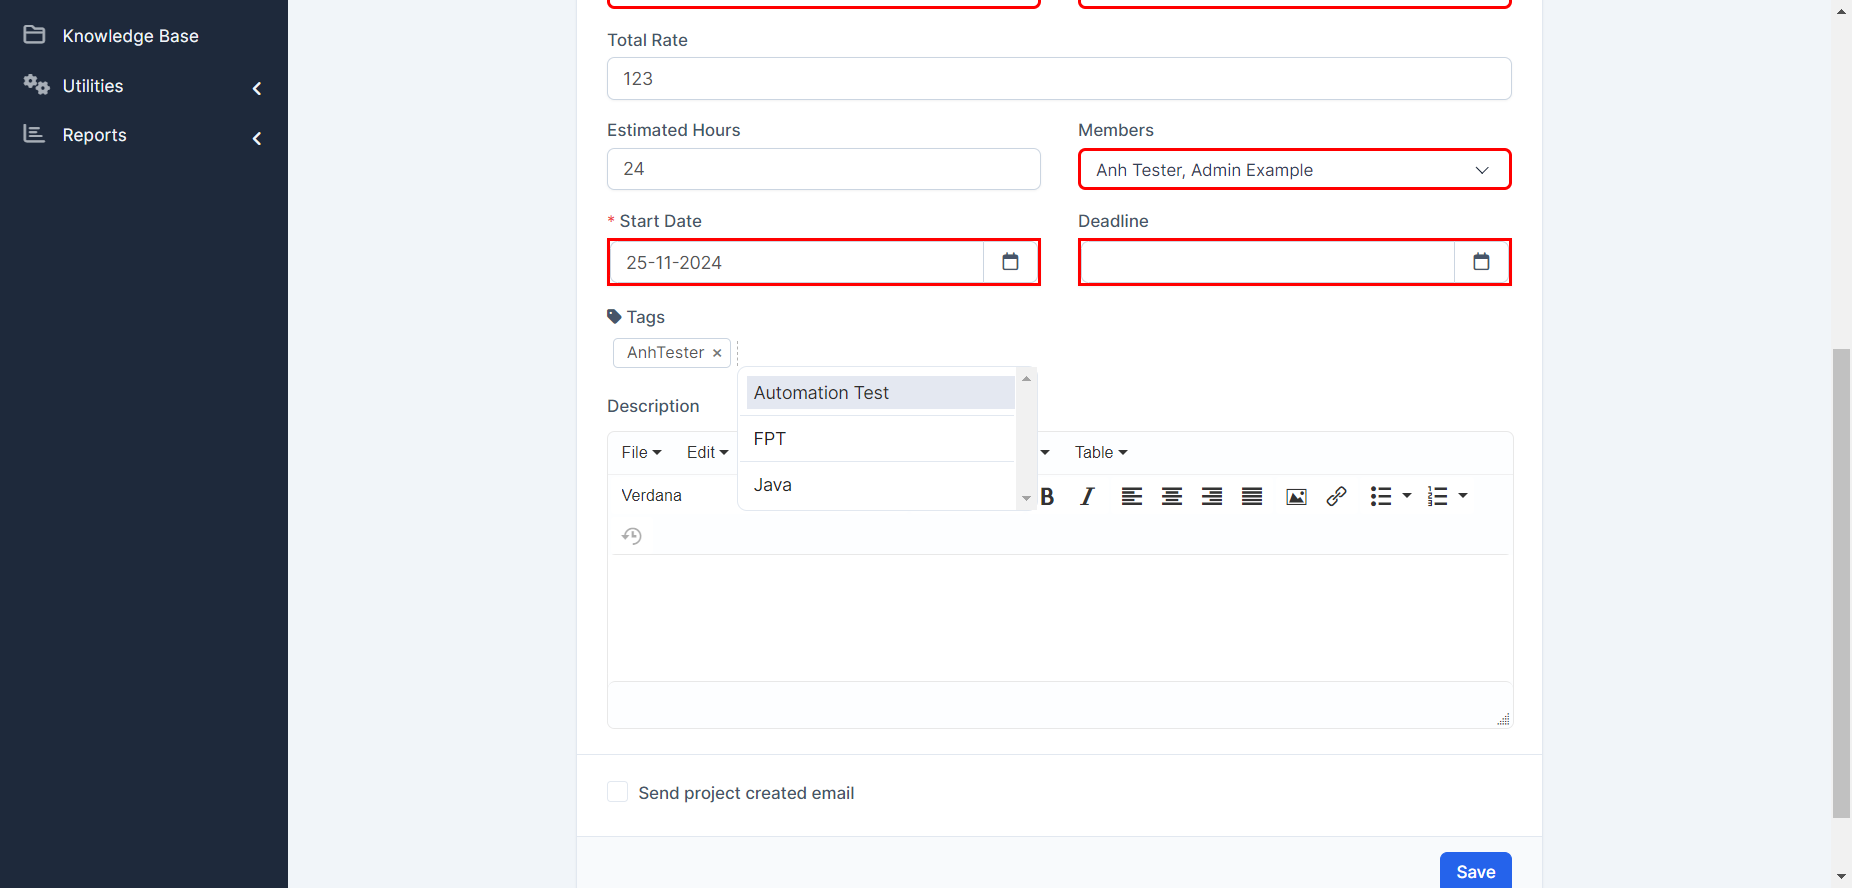 Knowledge Base
Utilities
Reports
Total Rate
123
Estimated Hours
Members
24
Anh Tester, Admin Example
* Start Date
Deadline
25-11-2024
Tags
AnhTester ×
Automation Test
FPT
Java
Description
File
Edit
Table
Verdana
B
I
Send project created email
Save